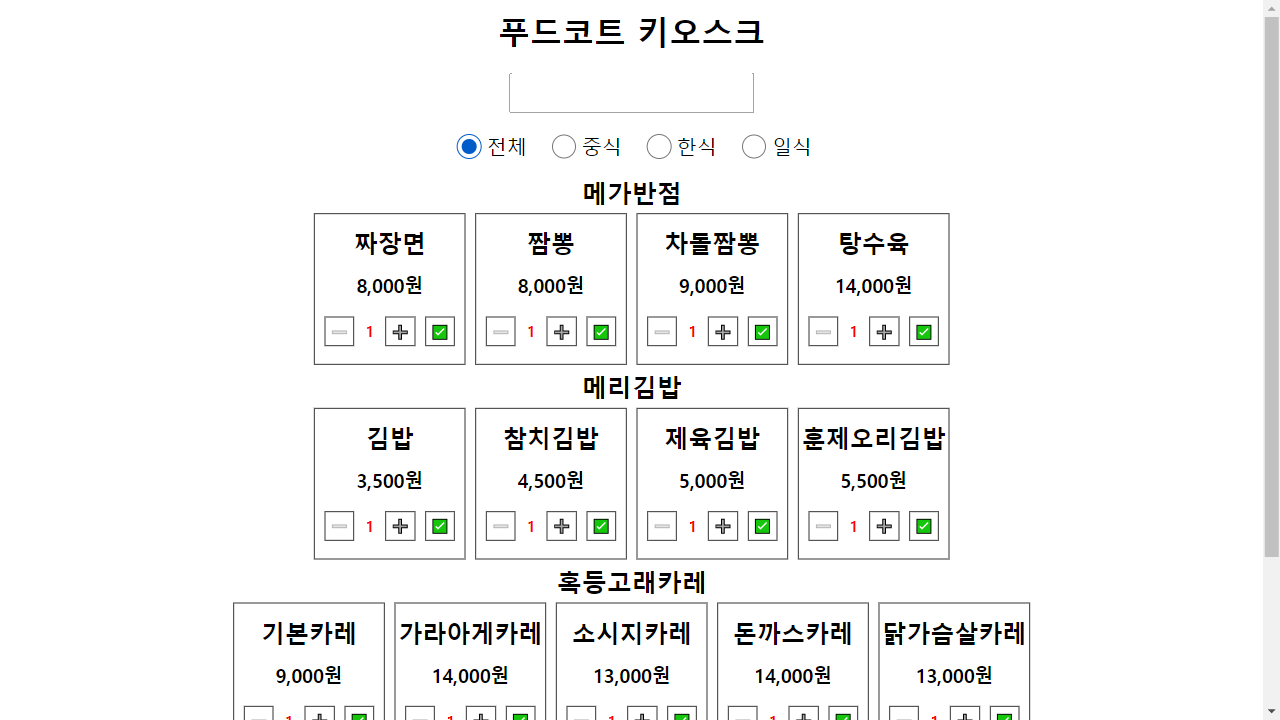 푸드코트 키오스크
전체 중식 한식 일식
메가반점
짜장면 짬뽕 차돌짬뽕 탕수육
8,000원 8,000원 9,000원 14,000원
1 1 1 1
메리김밥
김밥 참치김밥 제육김밥 훈제오리김밥
3,500원 4,500원 5,000원 5,500원
1 1 1 1
혹등고래카레
기본카레 가라아게카레 소시지카레 돈까스카레 닭가슴살카레
9,000원 14,000원 13,000원 14,000원 13,000원
1 1 1 1 1